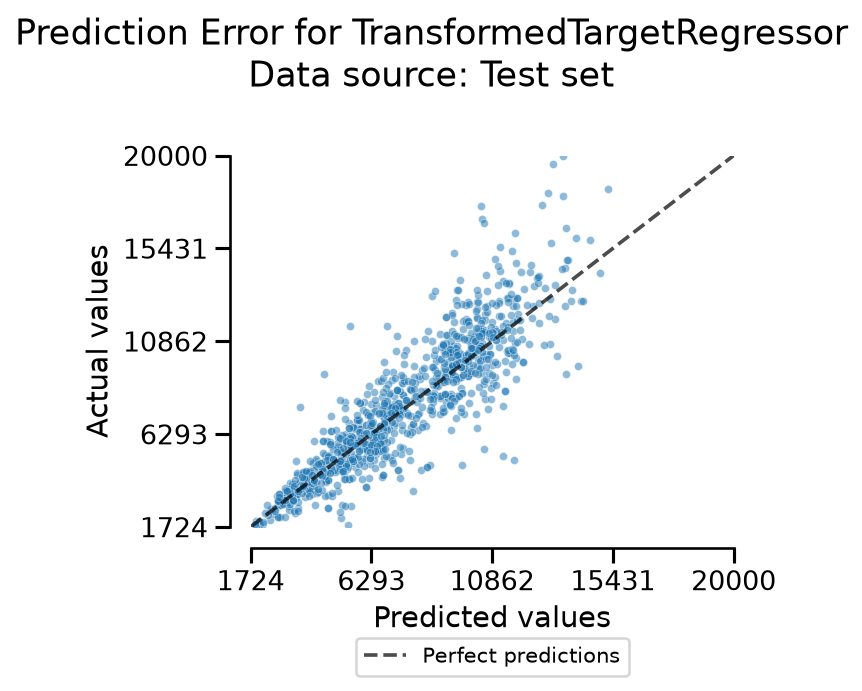 Prediction Error for TransformedTargetRegressor
Data source: Test set
20000
15431
10862
6293
1724
Actual values
1724 6293 10862 15431 20000
Predicted values
Perfect predictions